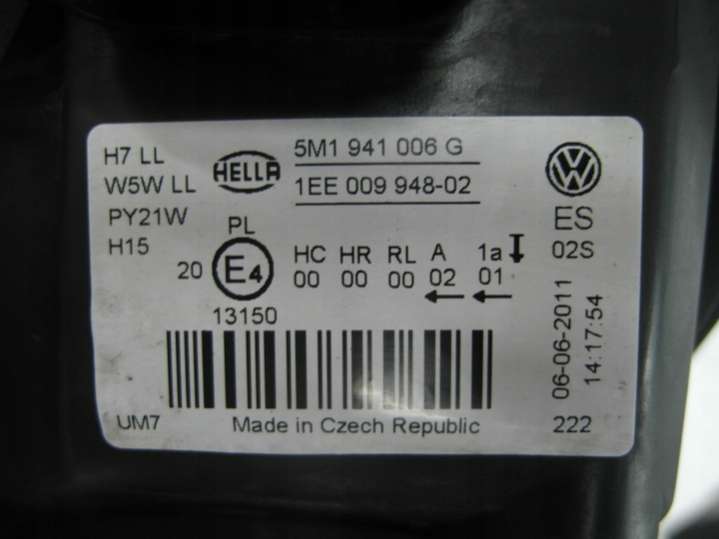 H7 LL
W5W LL
PY21W
H15
HELLA
5M1 941 006 G
1EE 009 948-02
VW
ES
02S
PL
20 E4
13150
HC HR RL A 1a
00 00 00 02 01
06-06-2011
14:17:54
UM7
Made in Czech Republic
222